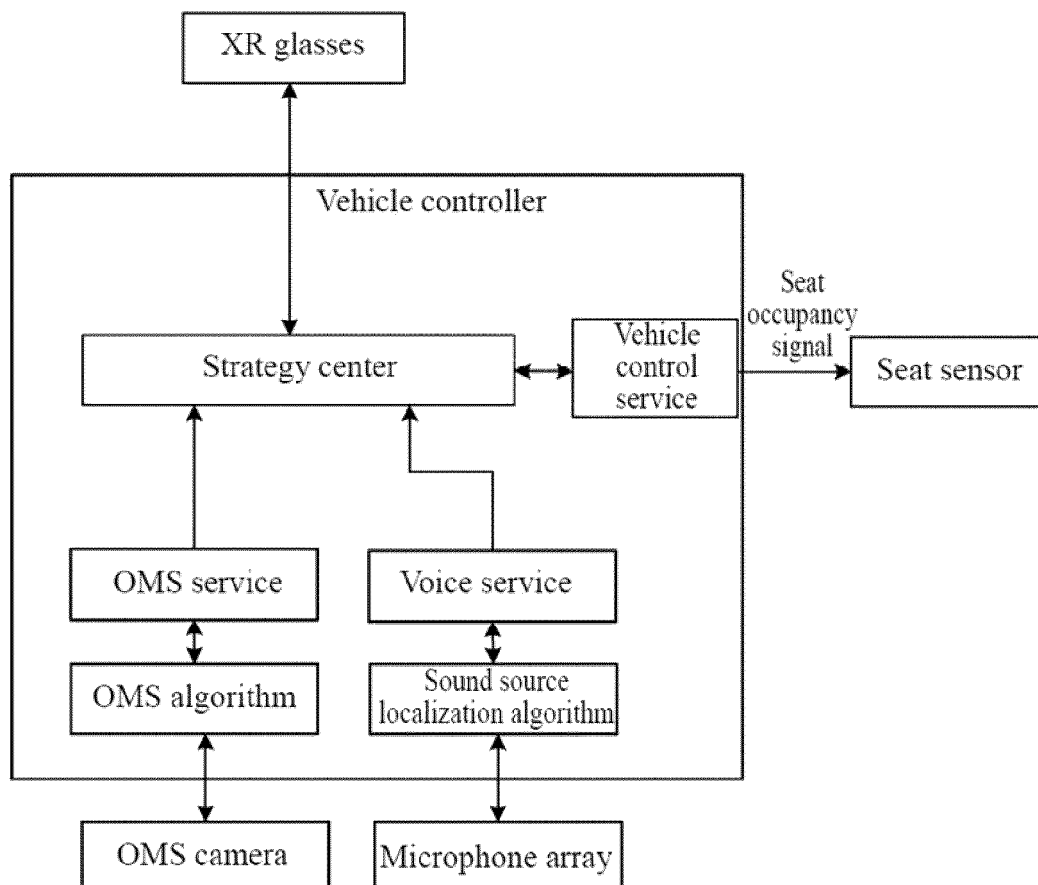 XR glasses
Vehicle controller
Seat
occupancy
signal
Strategy center
Vehicle
control
service
Seat sensor
OMS service
Voice service
OMS algorithm
Sound source
localization algorithm
OMS camera
Microphone array